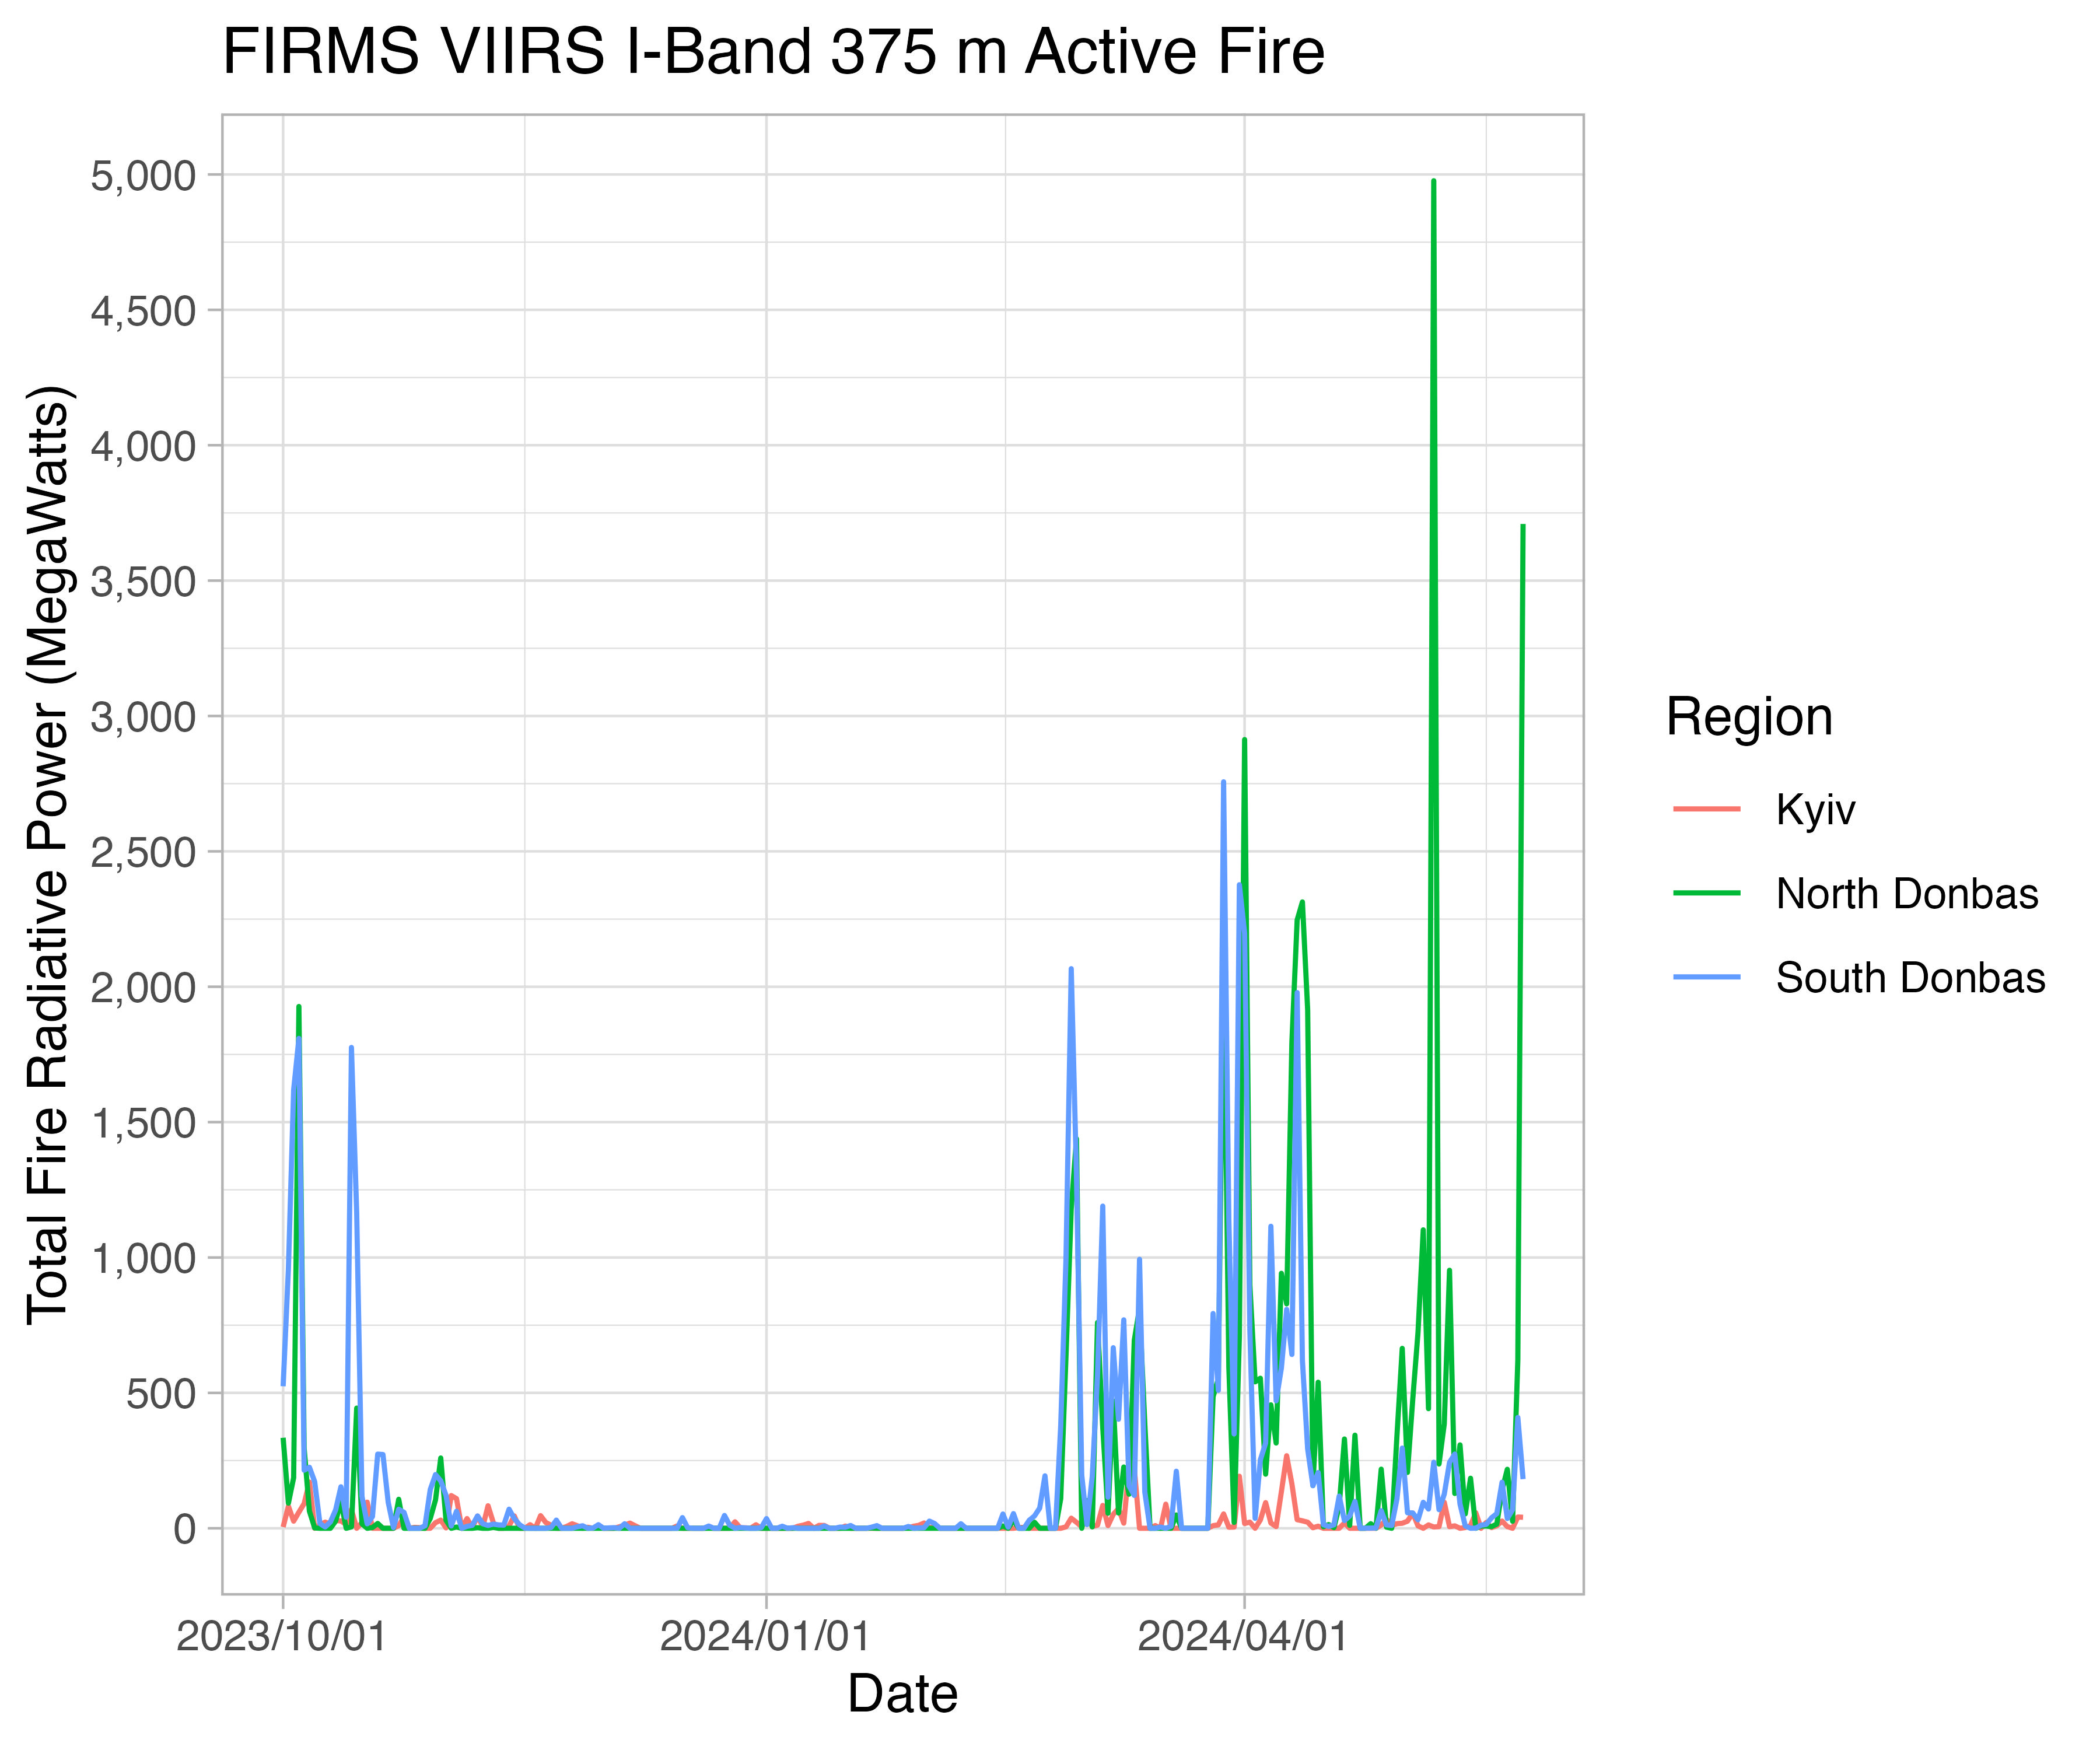 FIRMS VIIRS I-Band 375 m Active Fire
Total Fire Radiative Power (MegaWatts)
5,000
4,500
4,000
3,500
3,000
2,500
2,000
1,500
1,000
500
0
2023/10/01
2024/01/01
2024/04/01
Date
Region
Kyiv
North Donbas
South Donbas